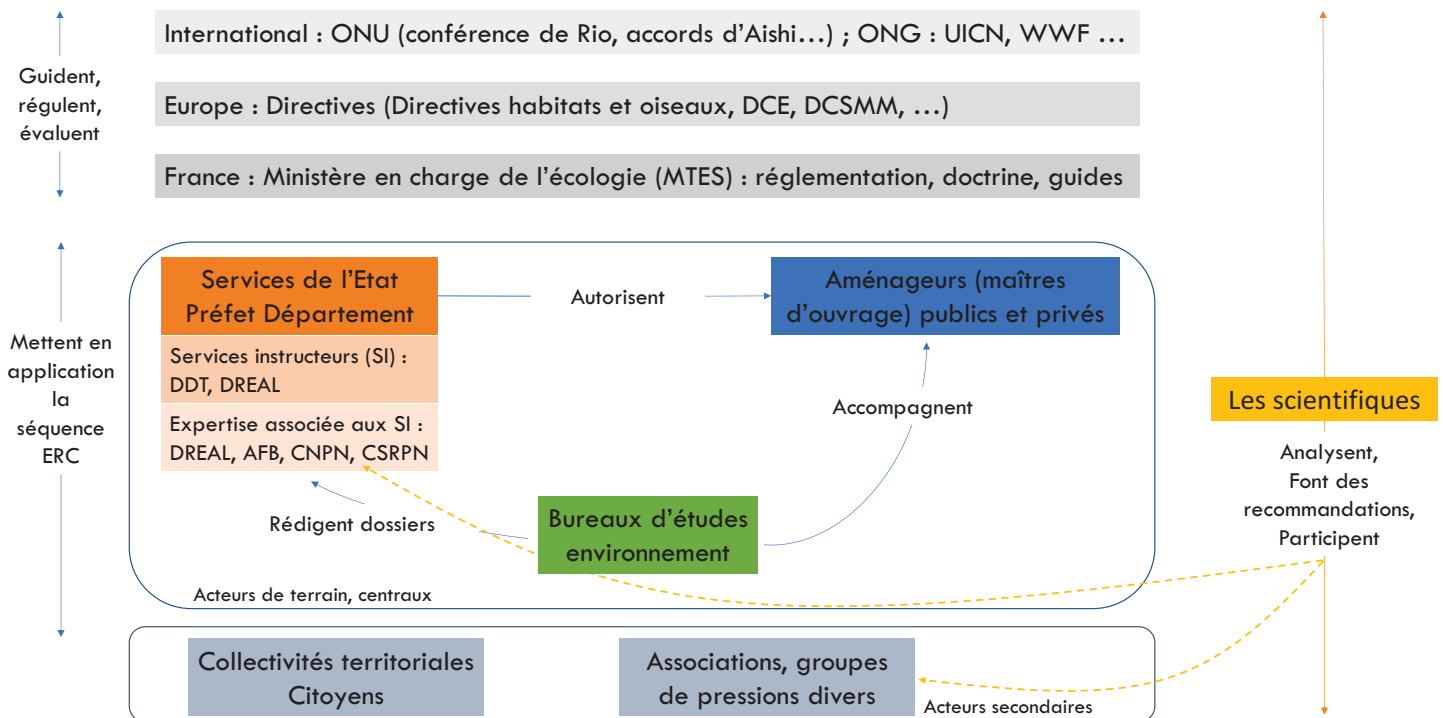 International : ONU (conférence de Rio, accords d'Aishi…) ; ONG : UICN, WWF …
Guident,
régulent,
évaluent
Europe : Directives (Directives habitats et oiseaux, DCE, DCSMM, …)
France : Ministère en charge de l'écologie (MTES) : réglementation, doctrine, guides
Mettent en
application
la
séquence
ERC
Services de l'Etat
Préfet Département
Autorisent
Aménageurs (maîtres
d'ouvrage) publics et privés
Services instructeurs (SI) :
DDT, DREAL
Expertise associée aux SI :
DREAL, AFB, CNPN, CSRPN
Accompagnent
Rédigent dossiers
Bureaux d'études
environnement
Acteurs de terrain, centraux
Les scientifiques
Analysent,
Font des
recommandations,
Participent
Collectivités territoriales
Citoyens
Associations, groupes
de pressions divers
Acteurs secondaires